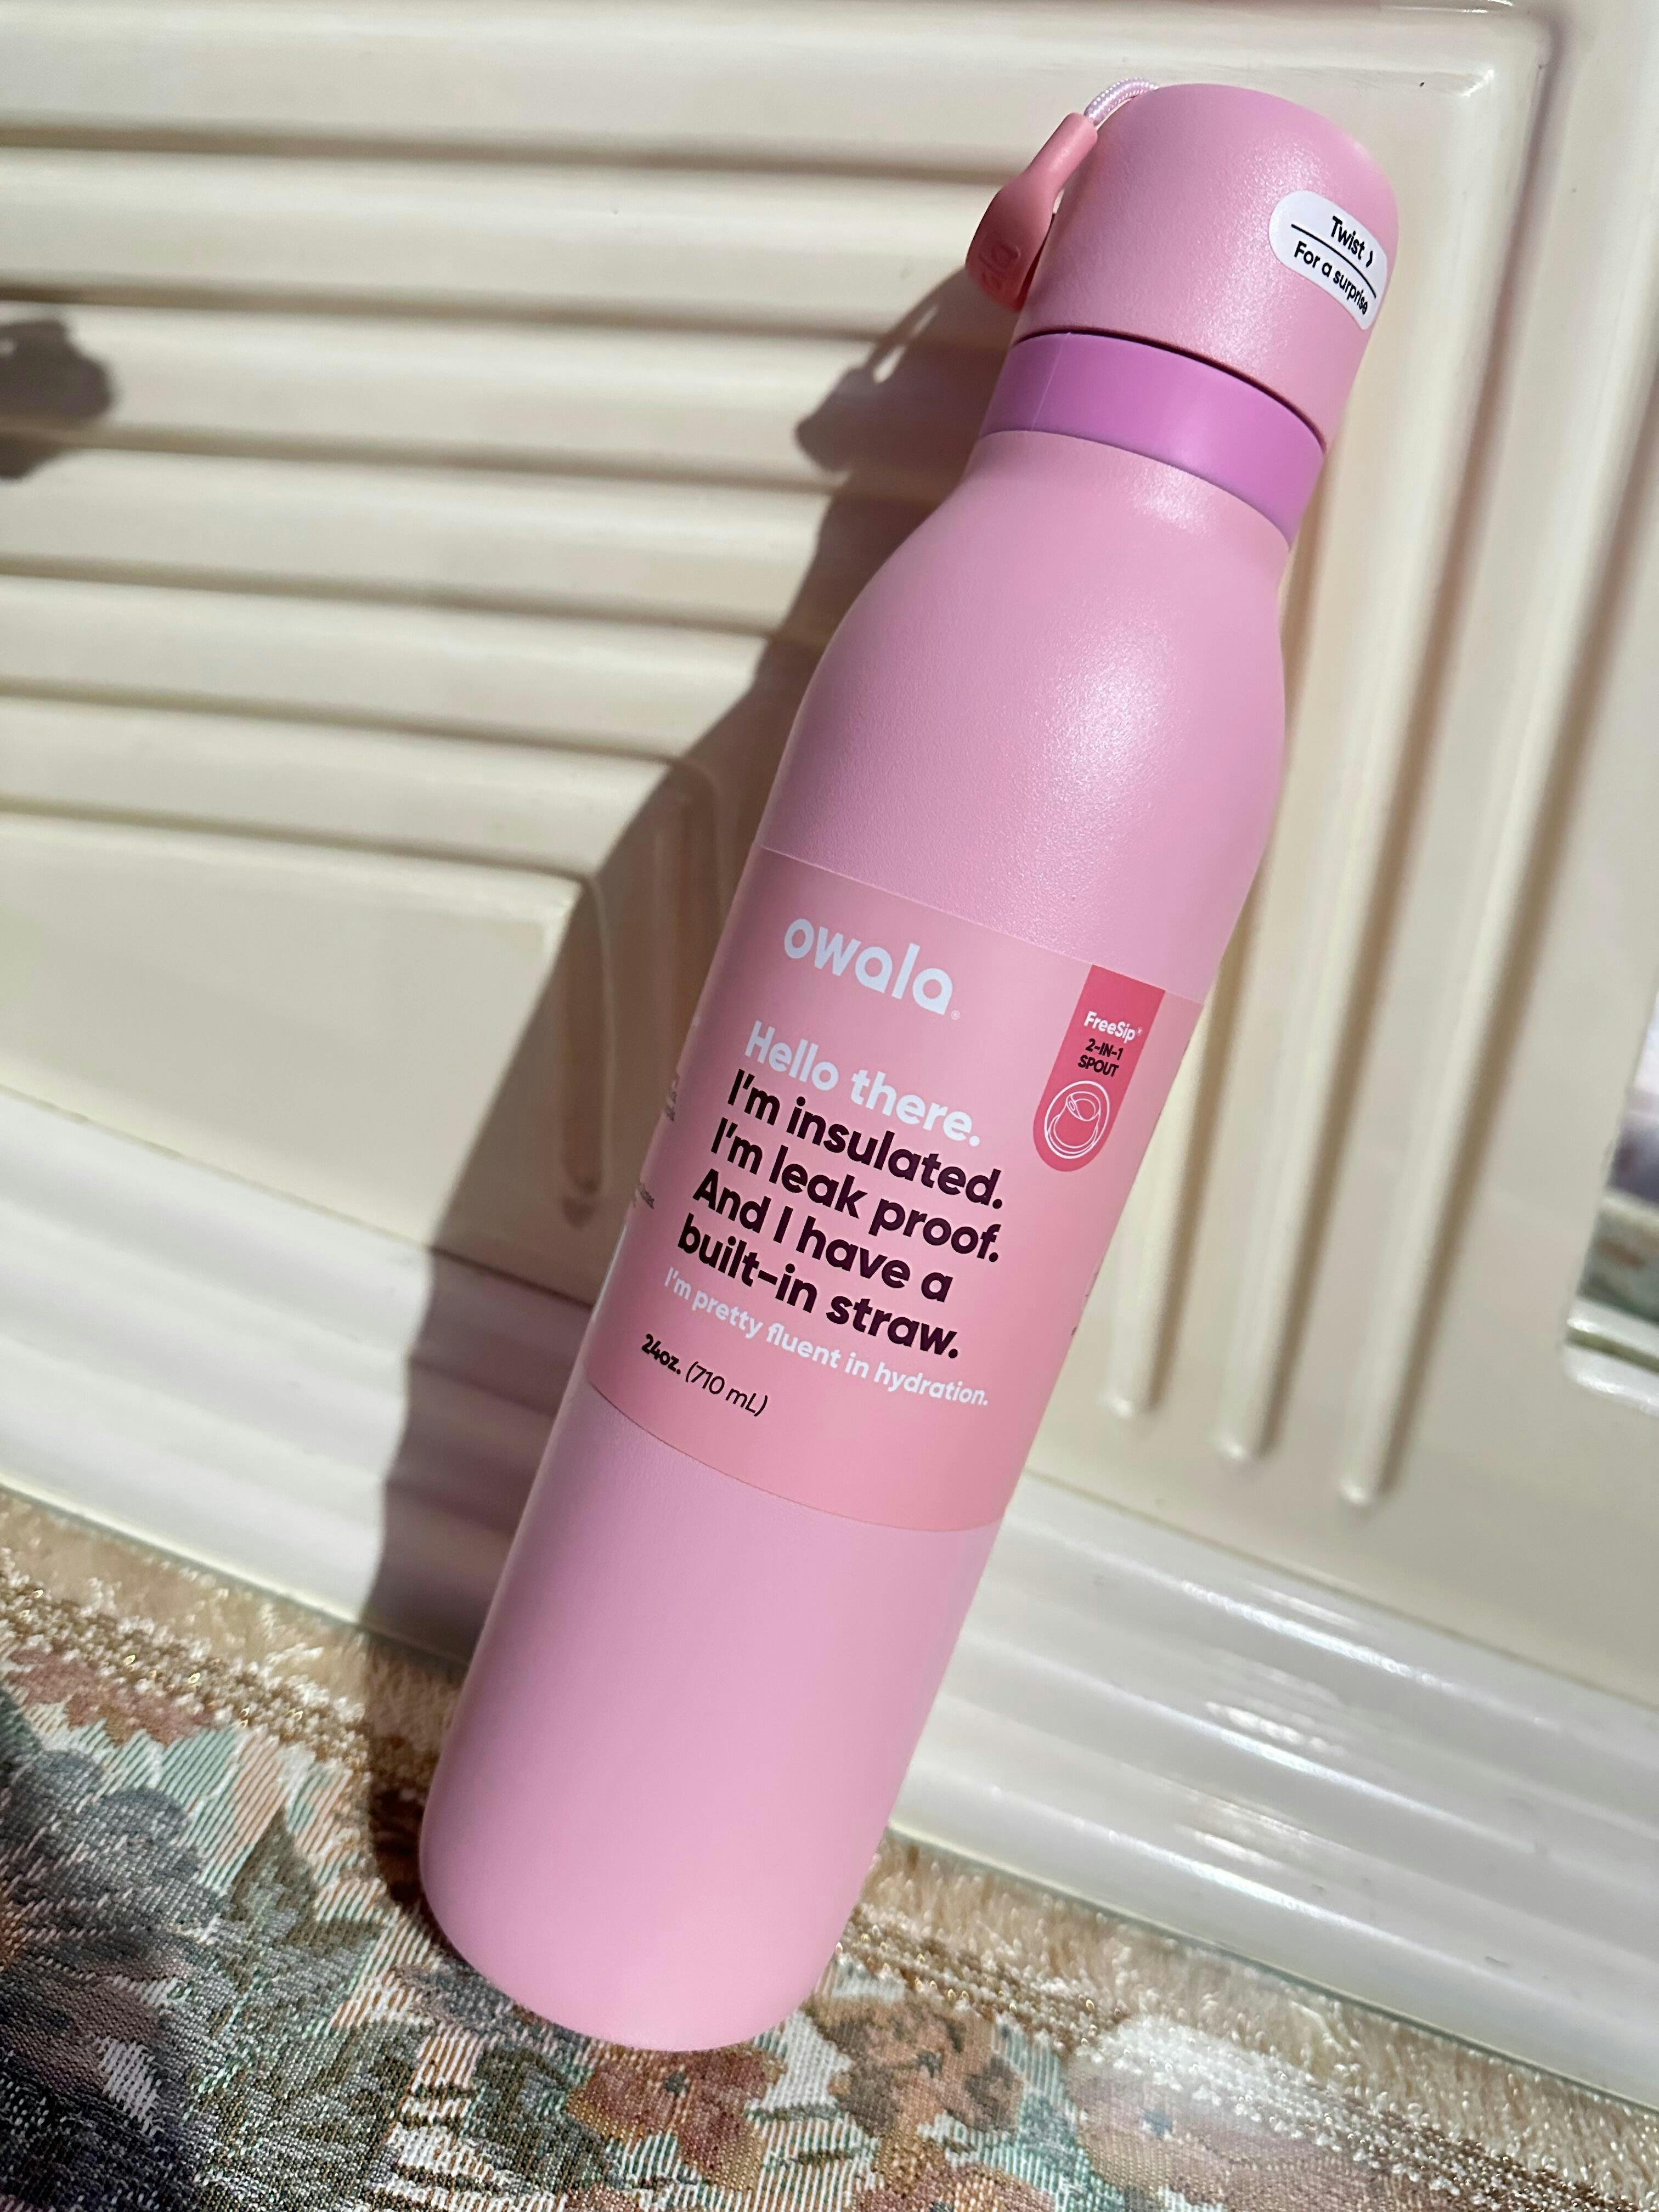 Twist ›
For a surprise
owala®
FreeSip®
2-IN-1
SPOUT
Hello there.
I'm insulated.
I'm leak proof.
And I have a
built-in straw.
I'm pretty fluent in hydration.
24oz. (710 mL)